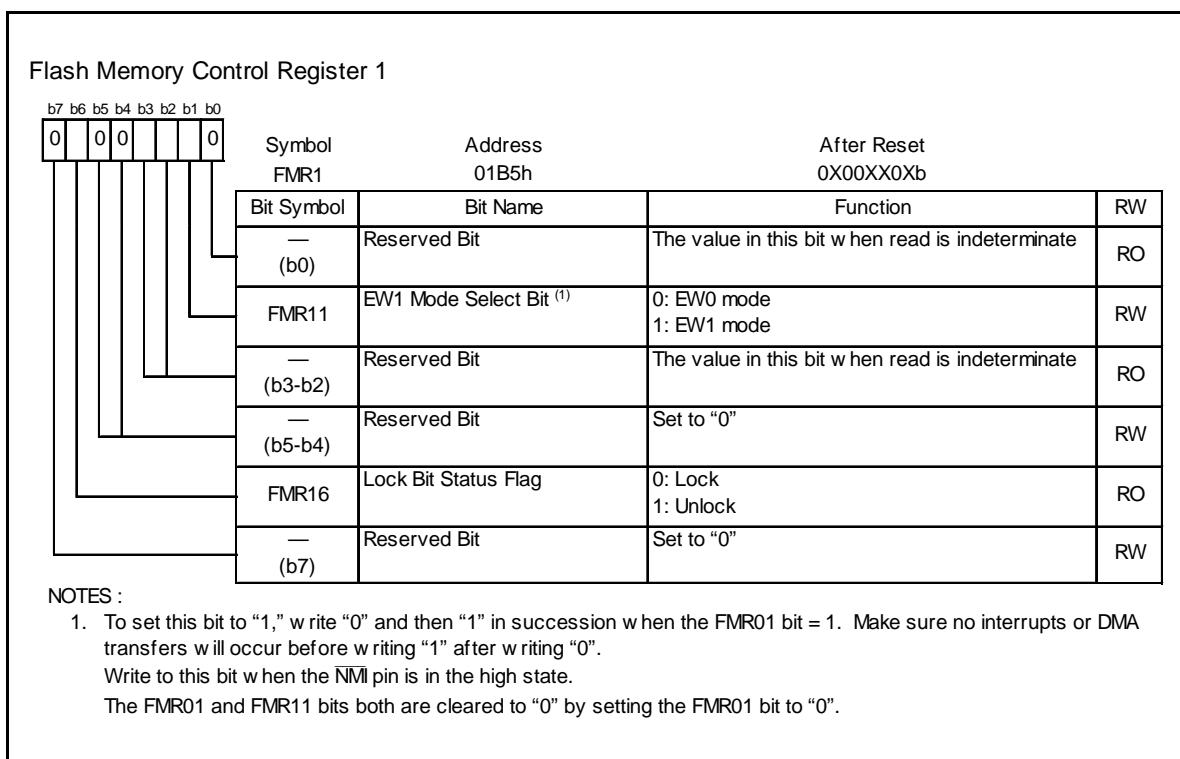 Flash Memory Control Register 1
b7 b6 b5 b4 b3 b2 b1 b0
0 0 0 0
Symbol Address After Reset
FMR1 01B5h 0X00XX0Xb
Bit Symbol Bit Name Function RW
— (b0) Reserved Bit The value in this bit when read is indeterminate RO
FMR11 EW1 Mode Select Bit (1) 0: EW0 mode
1: EW1 mode RW
— (b3-b2) Reserved Bit The value in this bit when read is indeterminate RO
— (b5-b4) Reserved Bit Set to “0” RW
FMR16 Lock Bit Status Flag 0: Lock
1: Unlock RO
— (b7) Reserved Bit Set to “0” RW
NOTES :
1. To set this bit to “1,” write “0” and then “1” in succession when the FMR01 bit = 1. Make sure no interrupts or DMA
transfers will occur before writing “1” after writing “0”.
Write to this bit when the NMI pin is in the high state.
The FMR01 and FMR11 bits both are cleared to “0” by setting the FMR01 bit to “0”.